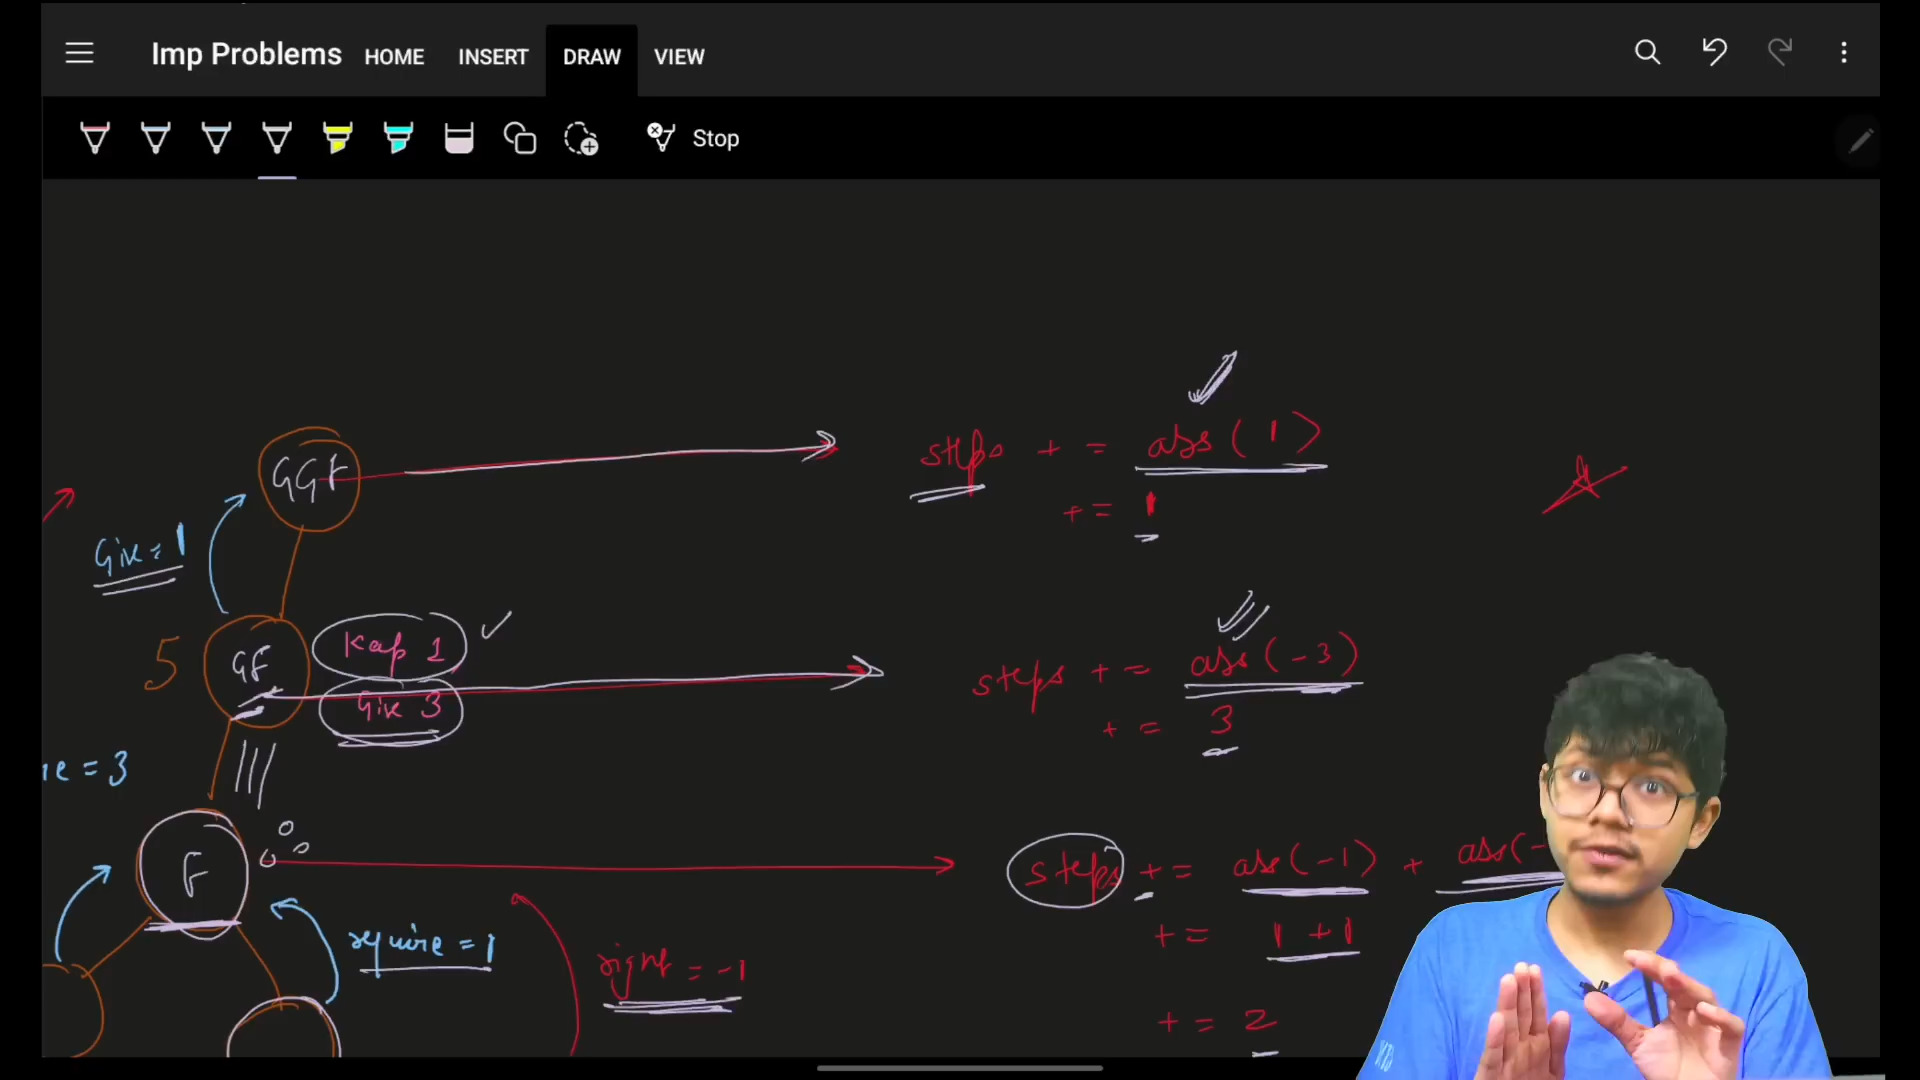 Imp Problems HOME INSERT DRAW VIEW
Stop
GGF
steps + = abs ( 1 )
+ = 1
Give = 1
5 GF Keep 1
Give 3
steps + = abs ( - 3 )
+ = 3
re = 3
F
steps + = abs ( - 1 ) + abs ( -
+ = 1 + 1
require = 1
right = - 1
+ = 2